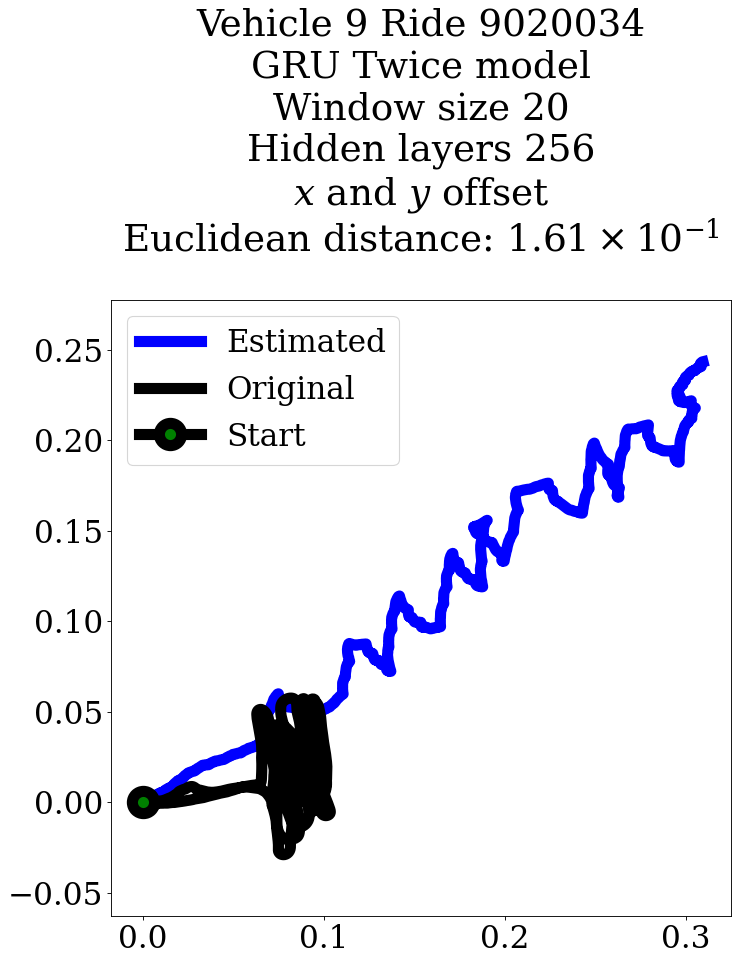 Vehicle 9 Ride 9020034
GRU Twice model
Window size 20
Hidden layers 256
x and y offset
Euclidean distance: 1.61 × 10⁻¹
Estimated
Original
Start
0.25
0.20
0.15
0.10
0.05
0.00
−0.05
0.0 0.1 0.2 0.3